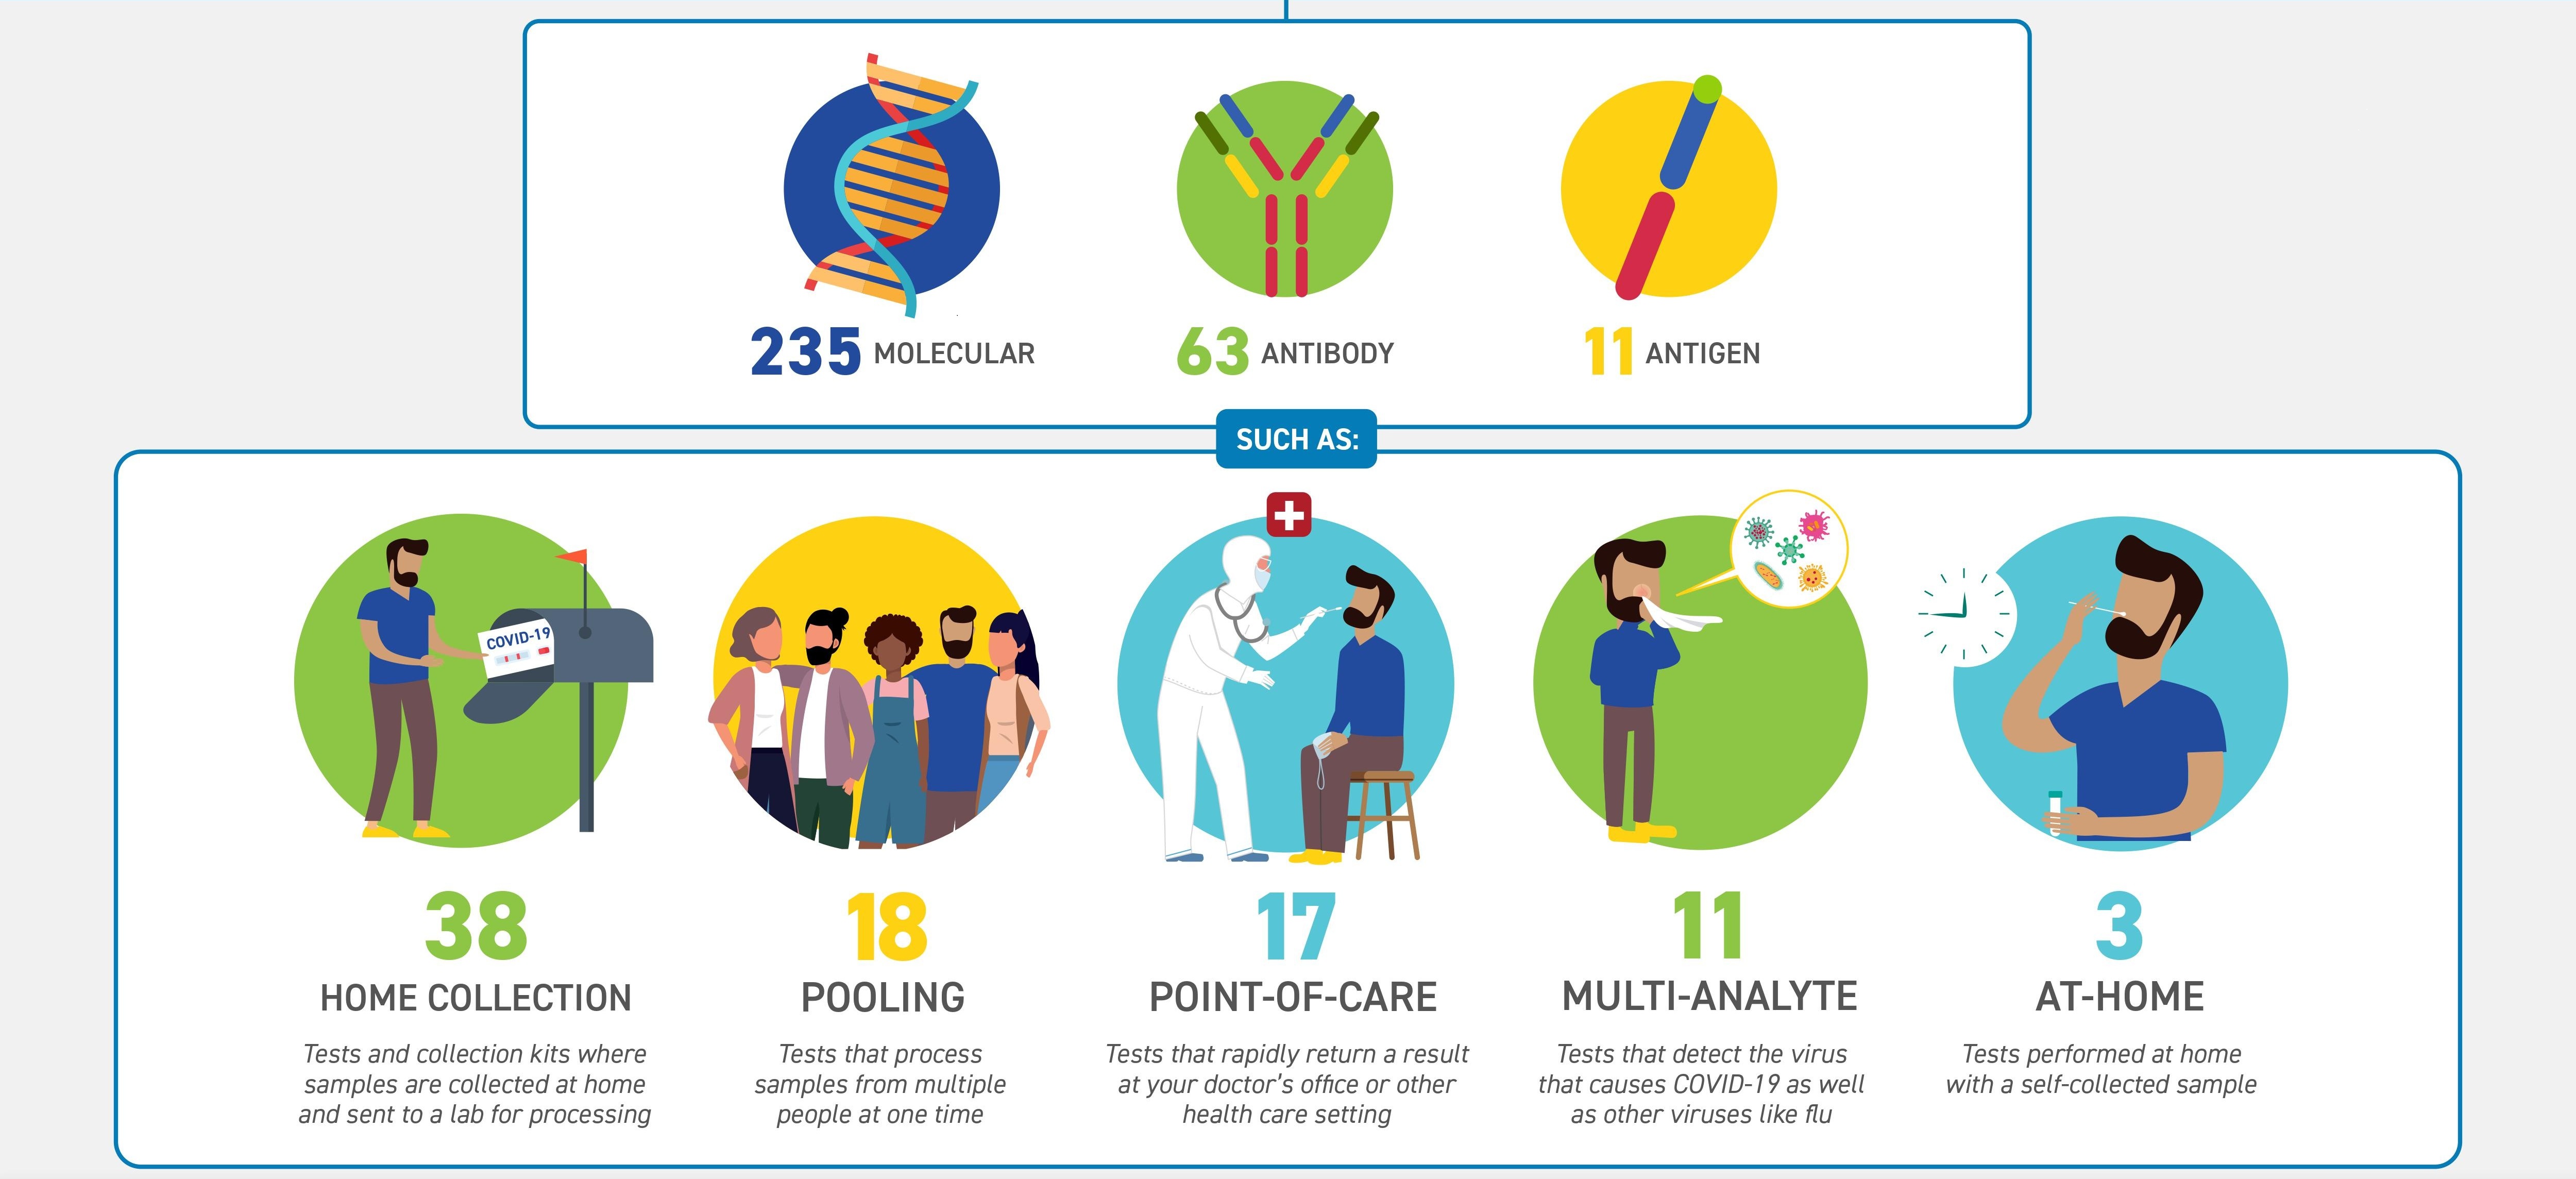 235 MOLECULAR
63 ANTIBODY
11 ANTIGEN
SUCH AS:
COVID-19
38
HOME COLLECTION
Tests and collection kits where
samples are collected at home
and sent to a lab for processing
18
POOLING
Tests that process
samples from multiple
people at one time
17
POINT-OF-CARE
Tests that rapidly return a result
at your doctor's office or other
health care setting
11
MULTI-ANALYTE
Tests that detect the virus
that causes COVID-19 as well
as other viruses like flu
3
AT-HOME
Tests performed at home
with a self-collected sample